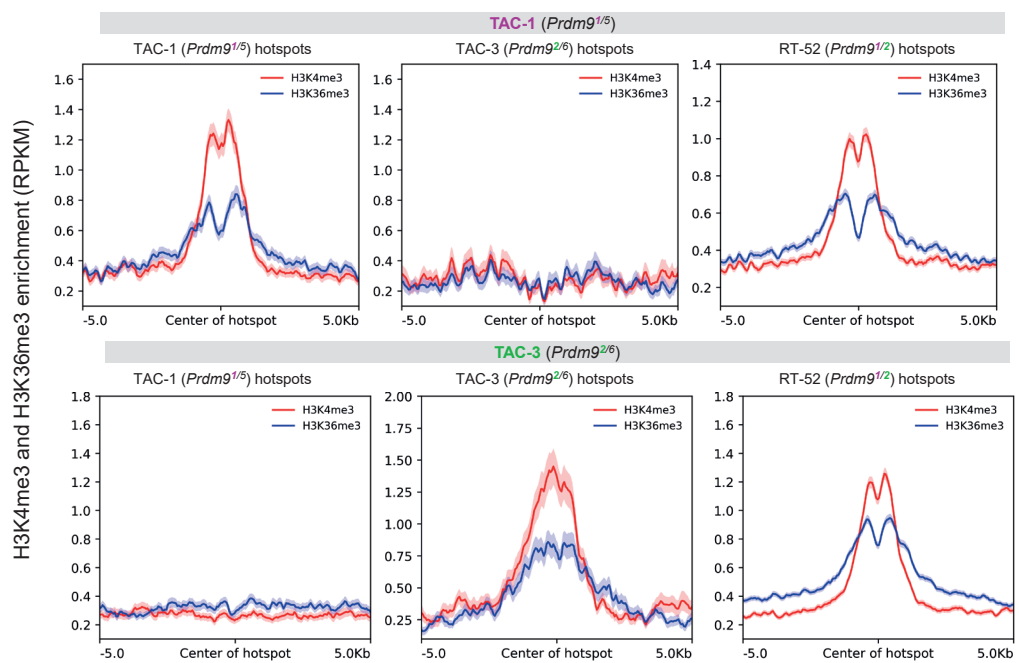 TAC-1 (Prdm9^1/5)
TAC-1 (Prdm9^1/5) hotspots
TAC-3 (Prdm9^2/6) hotspots
RT-52 (Prdm9^1/2) hotspots
H3K4me3 and H3K36me3 enrichment (RPKM)
1.6
1.4
1.2
1.0
0.8
0.6
0.4
0.2
H3K4me3
H3K36me3
-5.0
Center of hotspot
5.0Kb
1.6
1.4
1.2
1.0
0.8
0.6
0.4
0.2
H3K4me3
H3K36me3
-5.0
Center of hotspot
5.0Kb
1.4
1.2
1.0
0.8
0.6
0.4
0.2
H3K4me3
H3K36me3
-5.0
Center of hotspot
5.0Kb
TAC-3 (Prdm9^2/6)
TAC-1 (Prdm9^1/5) hotspots
TAC-3 (Prdm9^2/6) hotspots
RT-52 (Prdm9^1/2) hotspots
1.8
1.6
1.4
1.2
1.0
0.8
0.6
0.4
0.2
H3K4me3
H3K36me3
-5.0
Center of hotspot
5.0Kb
2.00
1.75
1.50
1.25
1.00
0.75
0.50
0.25
H3K4me3
H3K36me3
-5.0
Center of hotspot
5.0Kb
1.8
1.6
1.4
1.2
1.0
0.8
0.6
0.4
0.2
H3K4me3
H3K36me3
-5.0
Center of hotspot
5.0Kb